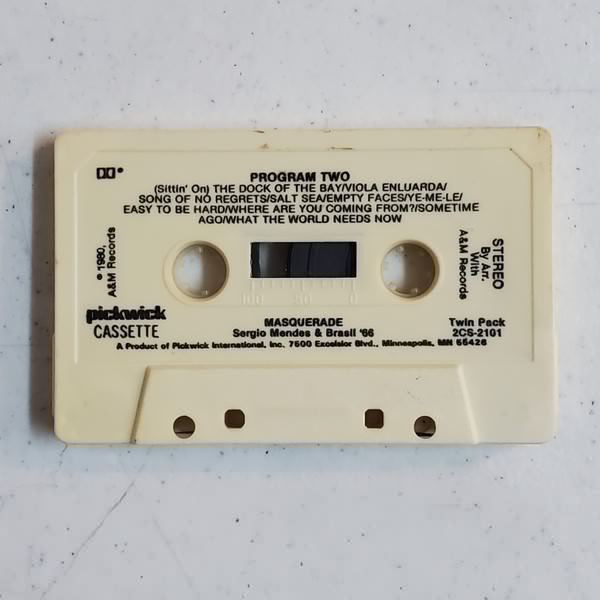 PROGRAM TWO
(Sittin' On) THE DOCK OF THE BAY/VIOLA ENLUARDA/
SONG OF NO REGRETS/SALT SEA/EMPTY FACES/YE-ME-LE/
EASY TO BE HARD/WHERE ARE YOU COMING FROM?/SOMETIME
AGO/WHAT THE WORLD NEEDS NOW
℗ 1980,
A&M Records
STEREO
By Arr.
With
A&M Records
100 50 0
pickwick
CASSETTE
MASQUERADE
Sergio Mendes & Brasil '66
Twin Pack
2CS-2101
A Product of Pickwick International, Inc. 7500 Excelsior Blvd., Minneapolis, MN 55426